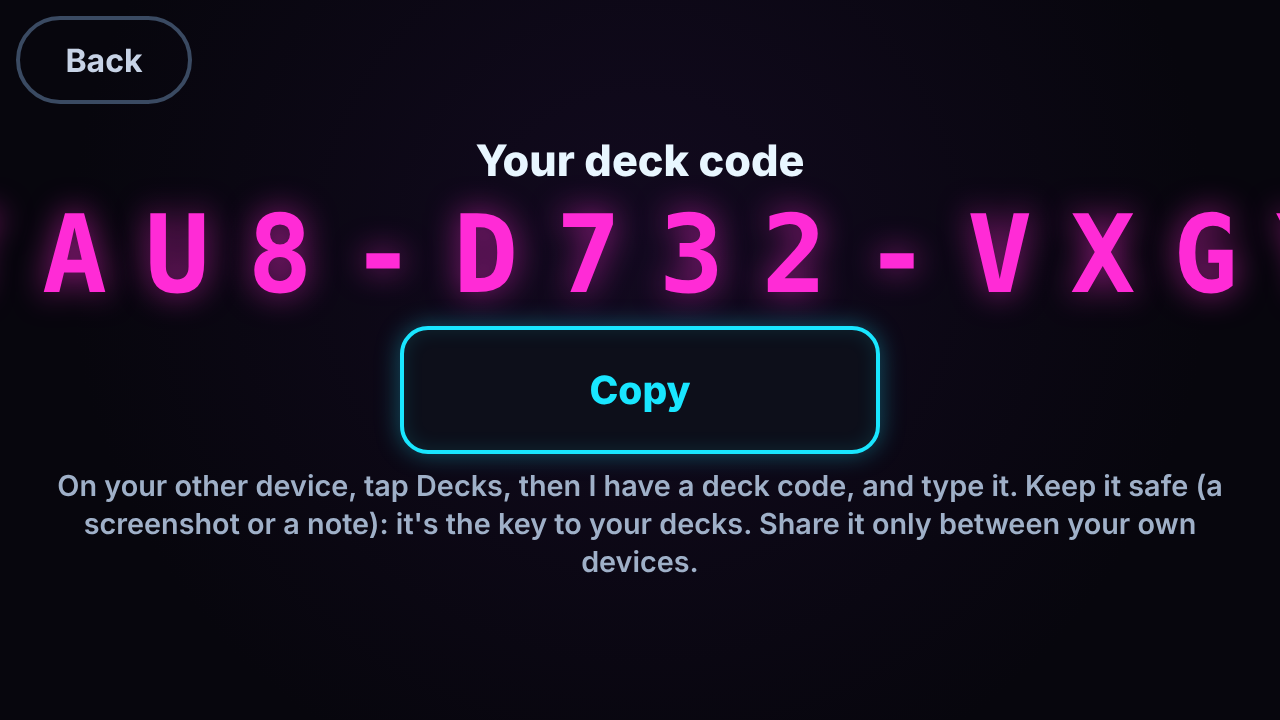 Back
Your deck code
AU8-D732-VXG
Copy
On your other device, tap Decks, then I have a deck code, and type it. Keep it safe (a
screenshot or a note): it's the key to your decks. Share it only between your own
devices.